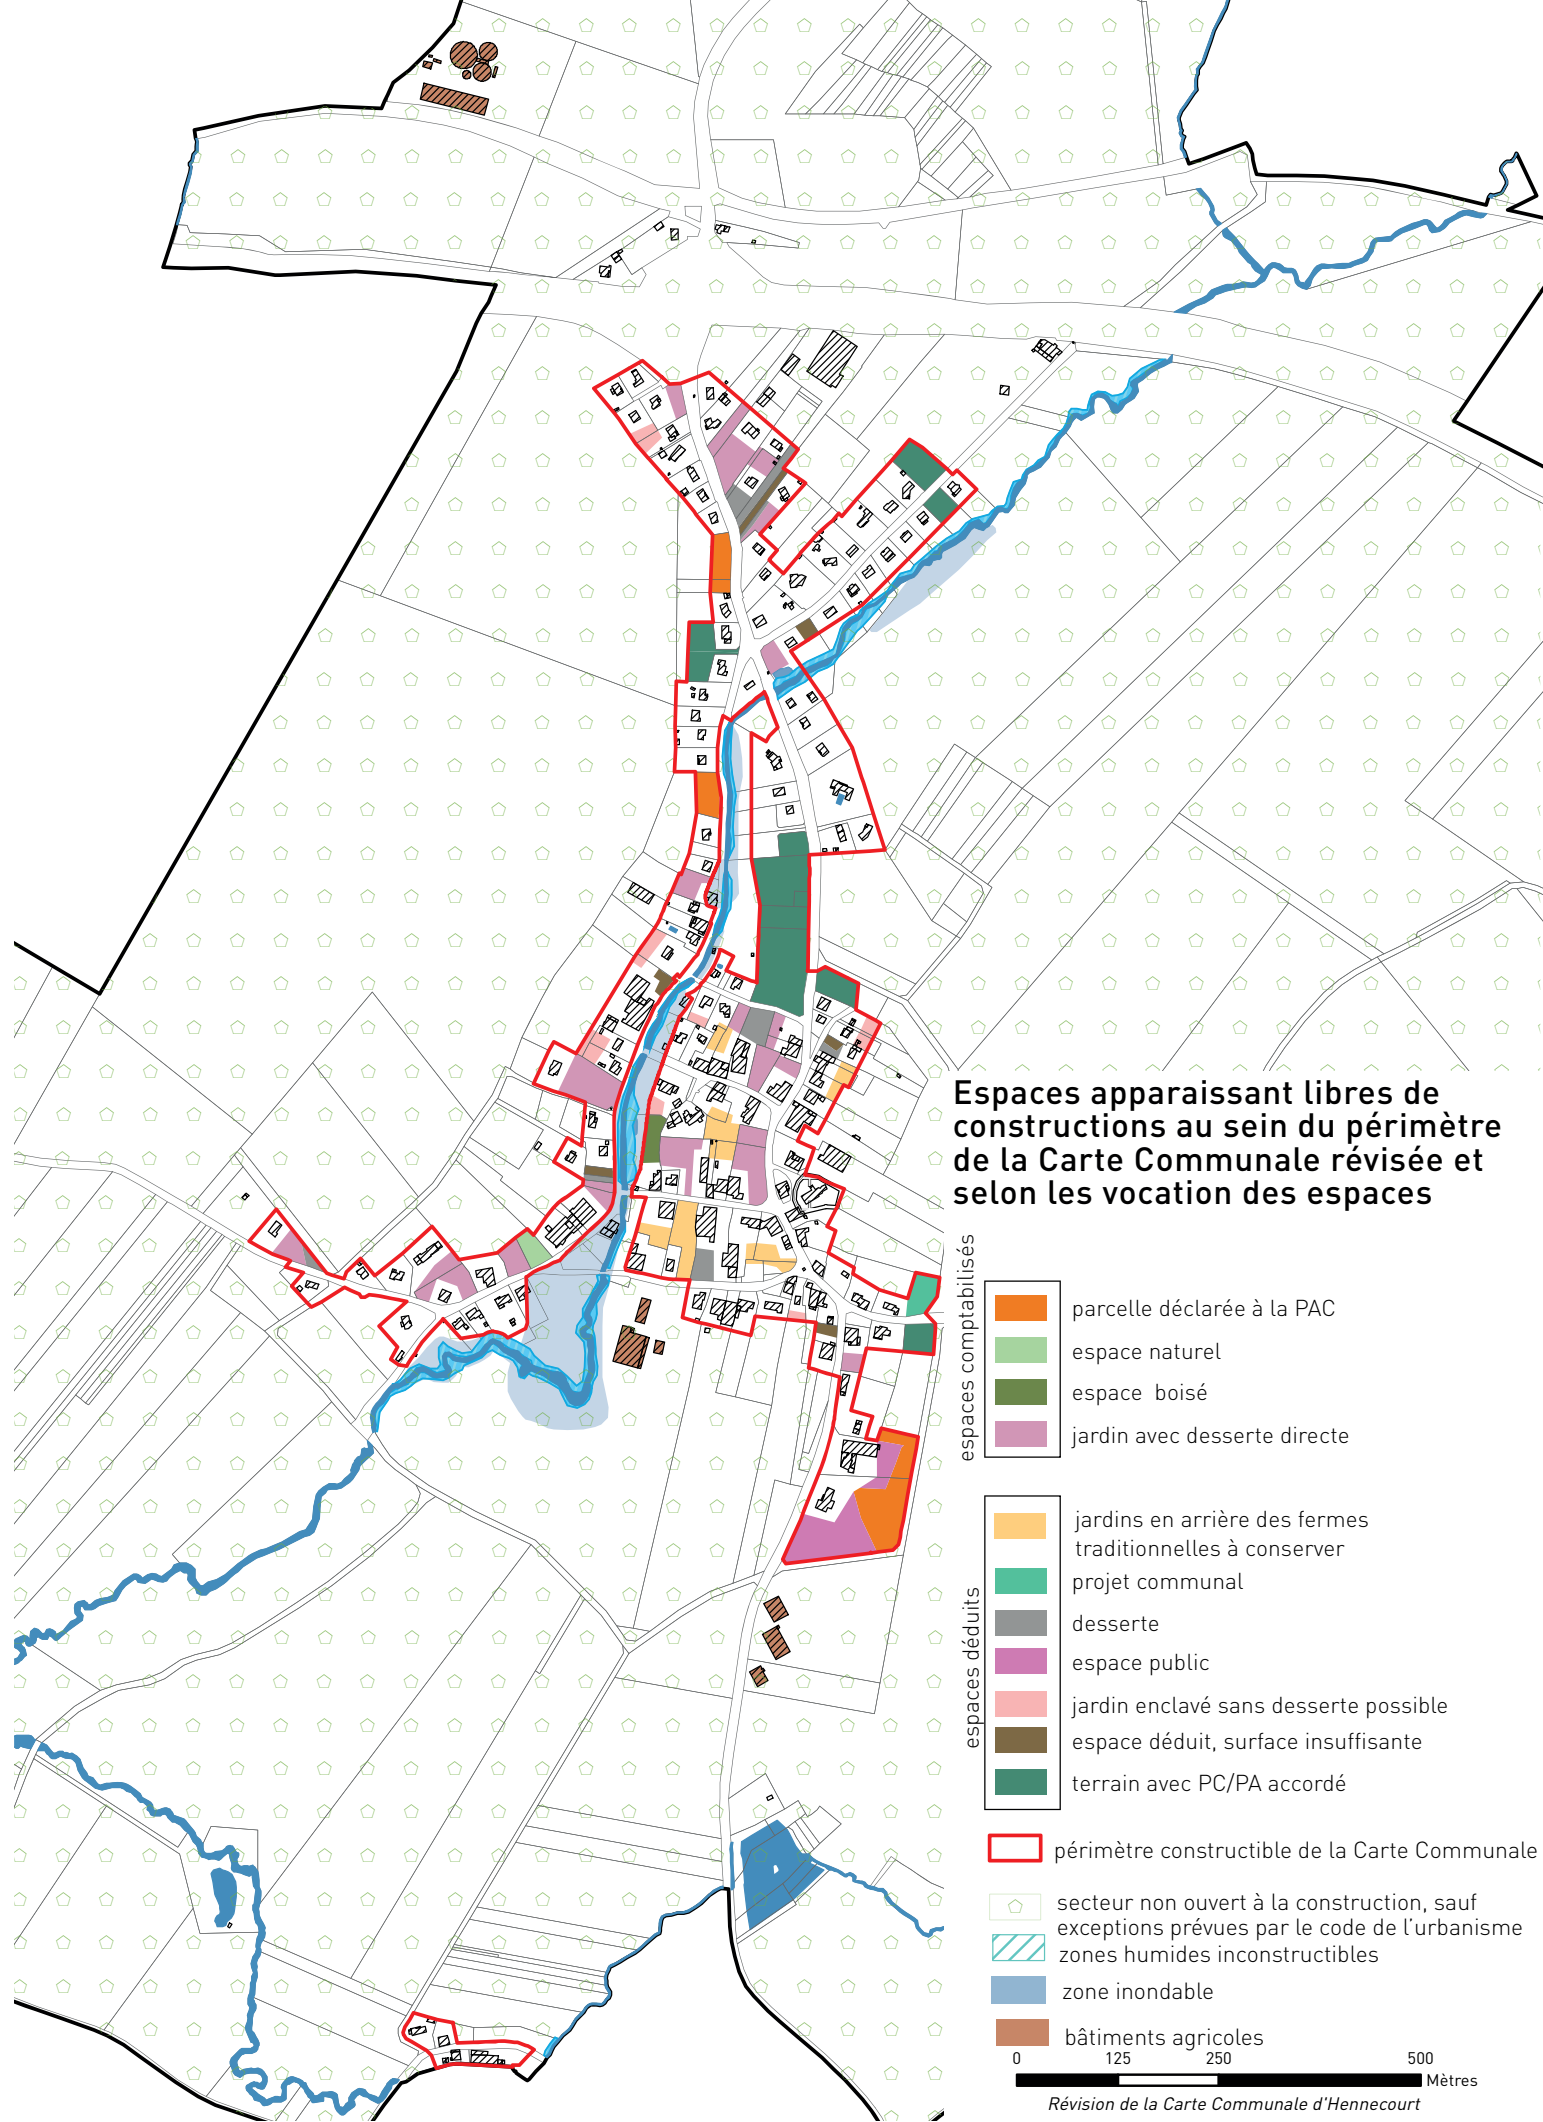 Espaces apparaissant libres de
constructions au sein du périmètre
de la Carte Communale révisée et
selon les vocation des espaces
espaces comptabilisés
parcelle déclarée à la PAC
espace naturel
espace boisé
jardin avec desserte directe
espaces déduits
jardins en arrière des fermes
traditionnelles à conserver
projet communal
desserte
espace public
jardin enclavé sans desserte possible
espace déduit, surface insuffisante
terrain avec PC/PA accordé
périmètre constructible de la Carte Communale
secteur non ouvert à la construction, sauf
exceptions prévues par le code de l'urbanisme
zones humides inconstructibles
zone inondable
bâtiments agricoles
0 125 250 500
Mètres
Révision de la Carte Communale d'Hennecourt